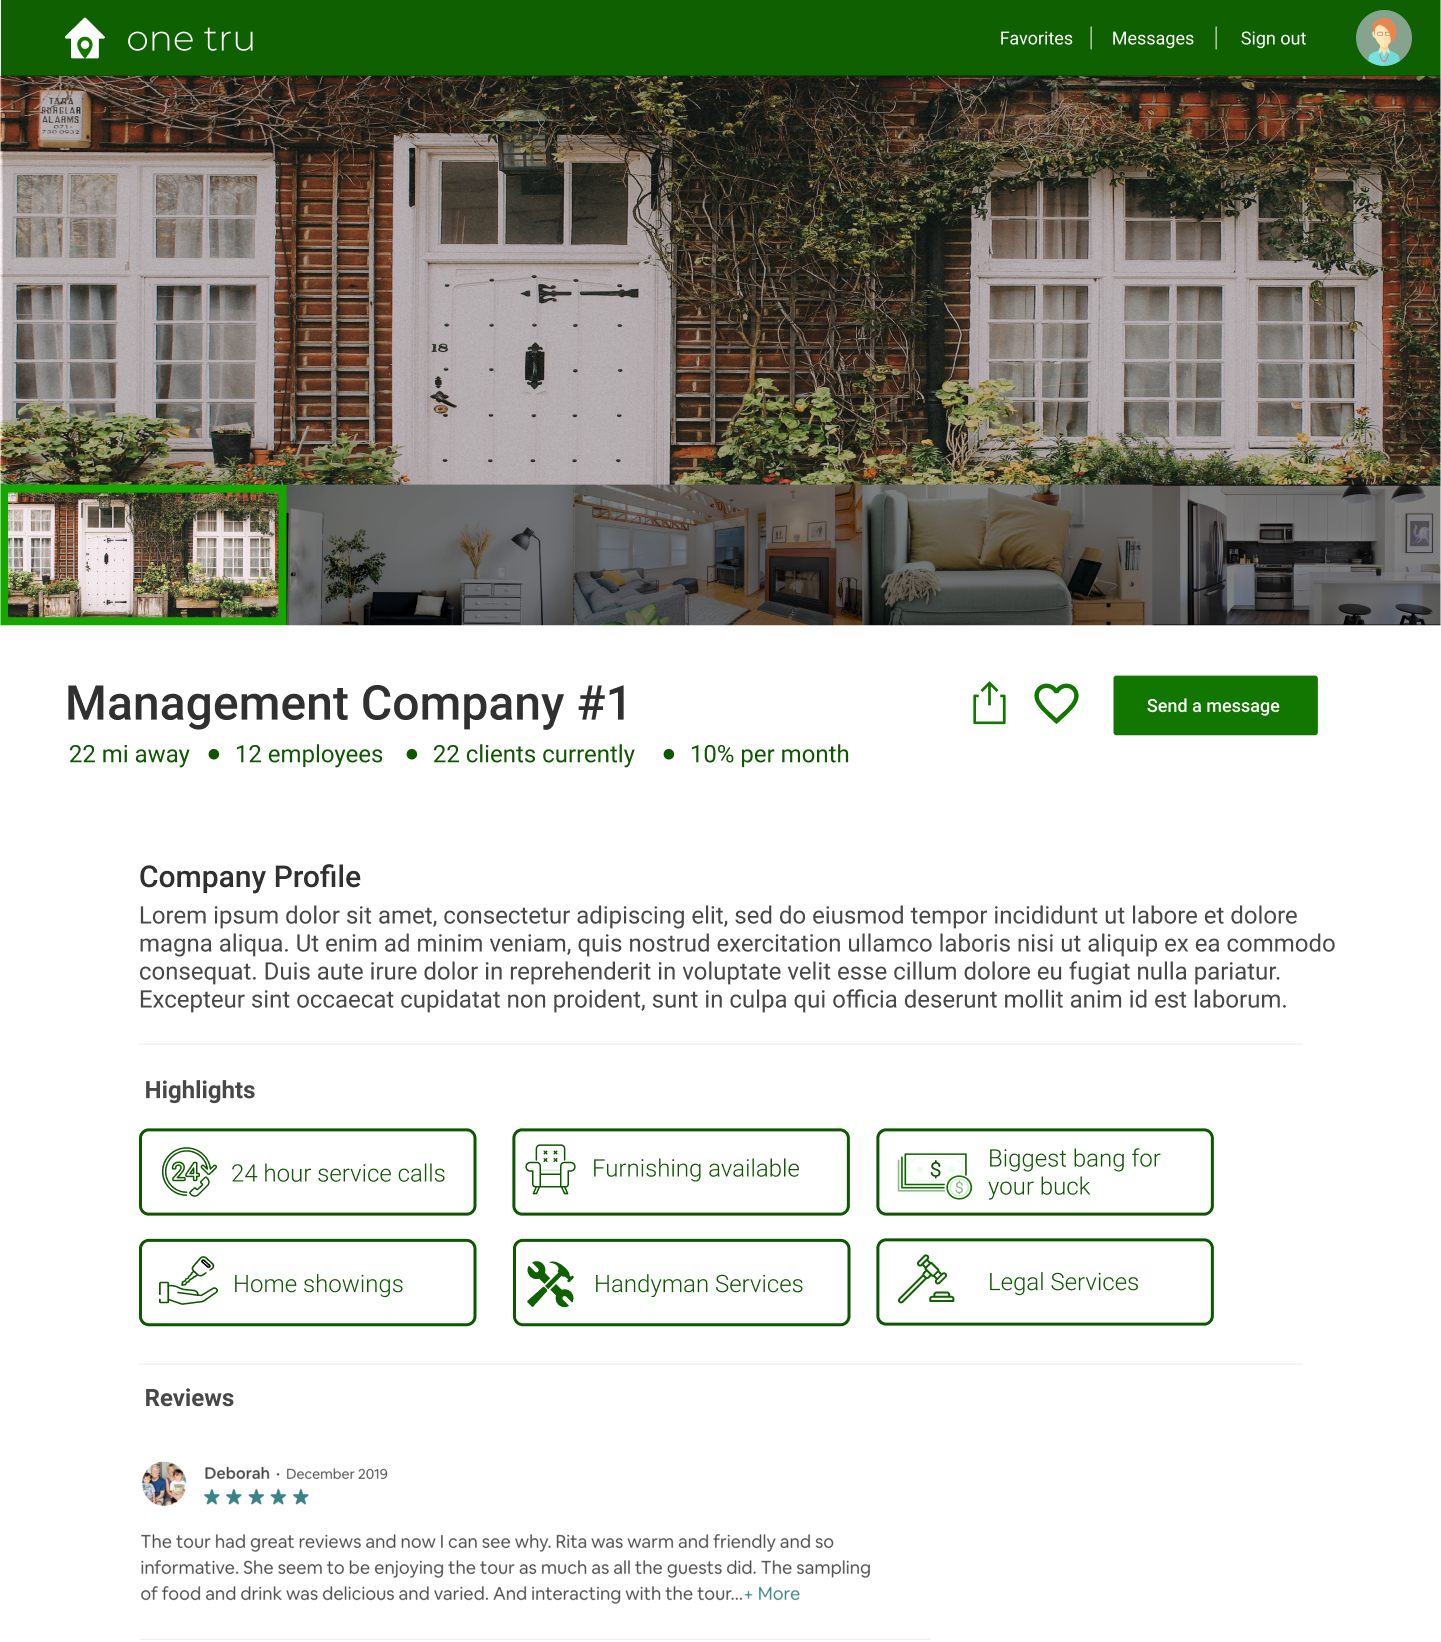 one tru
Favorites
Messages
Sign out
TARA
BURGLAR
ALARMS
071-
730 0932
18
Management Company #1
Send a message
22 mi away • 12 employees • 22 clients currently • 10% per month
Company Profile
Lorem ipsum dolor sit amet, consectetur adipiscing elit, sed do eiusmod tempor incididunt ut labore et dolore
magna aliqua. Ut enim ad minim veniam, quis nostrud exercitation ullamco laboris nisi ut aliquip ex ea commodo
consequat. Duis aute irure dolor in reprehenderit in voluptate velit esse cillum dolore eu fugiat nulla pariatur.
Excepteur sint occaecat cupidatat non proident, sunt in culpa qui officia deserunt mollit anim id est laborum.
Highlights
24
24 hour service calls
Furnishing available
$
$
Biggest bang for
your buck
Home showings
Handyman Services
Legal Services
Reviews
Deborah · December 2019
The tour had great reviews and now I can see why. Rita was warm and friendly and so
informative. She seem to be enjoying the tour as much as all the guests did. The sampling
of food and drink was delicious and varied. And interacting with the tour...+ More